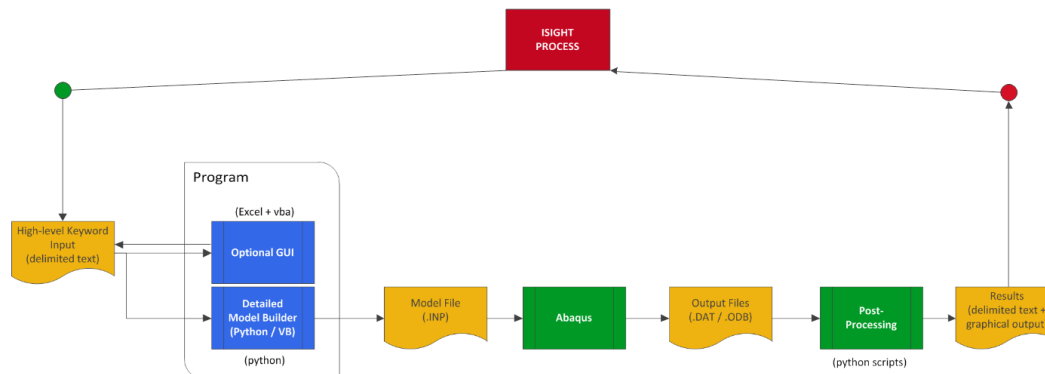 ISIGHT
PROCESS
Program
(Excel + vba)
High-level Keyword
Input
(delimited text)
Optional GUI
Detailed
Model Builder
(Python / VB)
(python)
Model File
(.INP)
Abaqus
Output Files
(.DAT / .ODB)
Post-
Processing
(python scripts)
Results
(delimited text +
graphical output